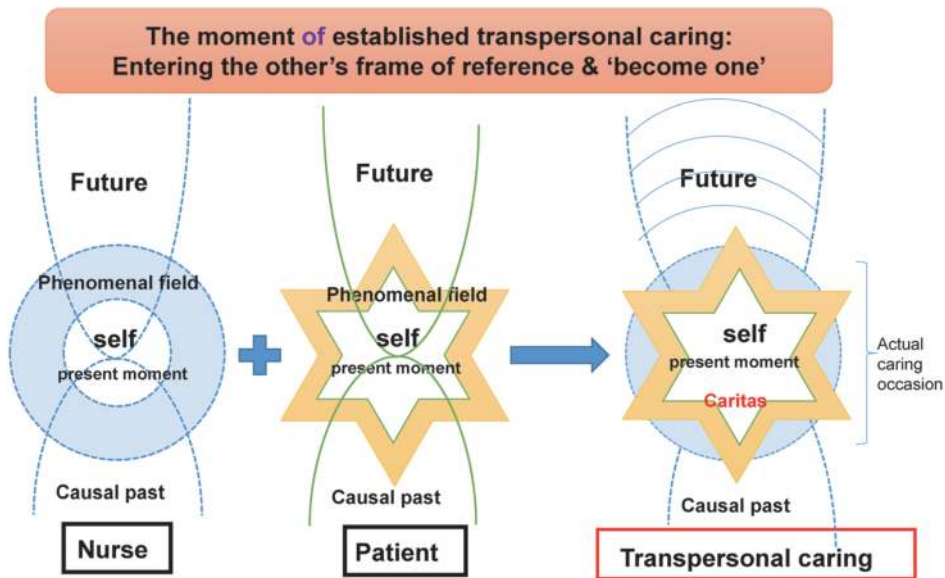 The moment of established transpersonal caring:
Entering the other's frame of reference & 'become one'
Future
Phenomenal field
self
present moment
Causal past
Nurse
Future
Phenomenal field
self
present moment
Causal past
Patient
Future
self
present moment
Caritas
Causal past
Transpersonal caring
Actual
caring
occasion